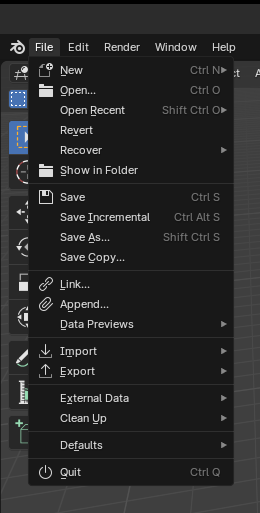 File Edit Render Window Help
New Ctrl N
Open... Ctrl O
Open Recent Shift Ctrl O
Revert
Recover
Show in Folder
Save Ctrl S
Save Incremental Ctrl Alt S
Save As... Shift Ctrl S
Save Copy...
Link...
Append...
Data Previews
Import
Export
External Data
Clean Up
Defaults
Quit Ctrl Q